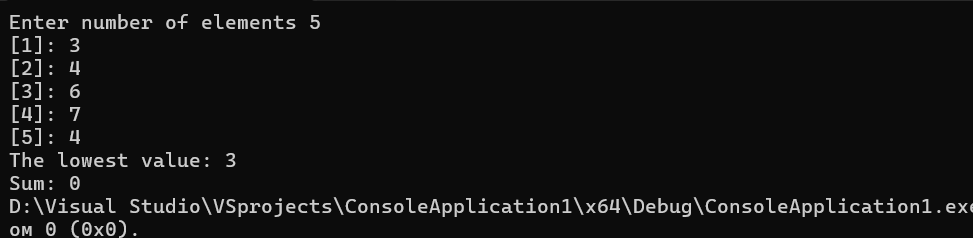 Enter number of elements 5
[1]: 3
[2]: 4
[3]: 6
[4]: 7
[5]: 4
The lowest value: 3
Sum: 0
D:\Visual Studio\VSprojects\ConsoleApplication1\x64\Debug\ConsoleApplication1.exe
ом 0 (0x0).